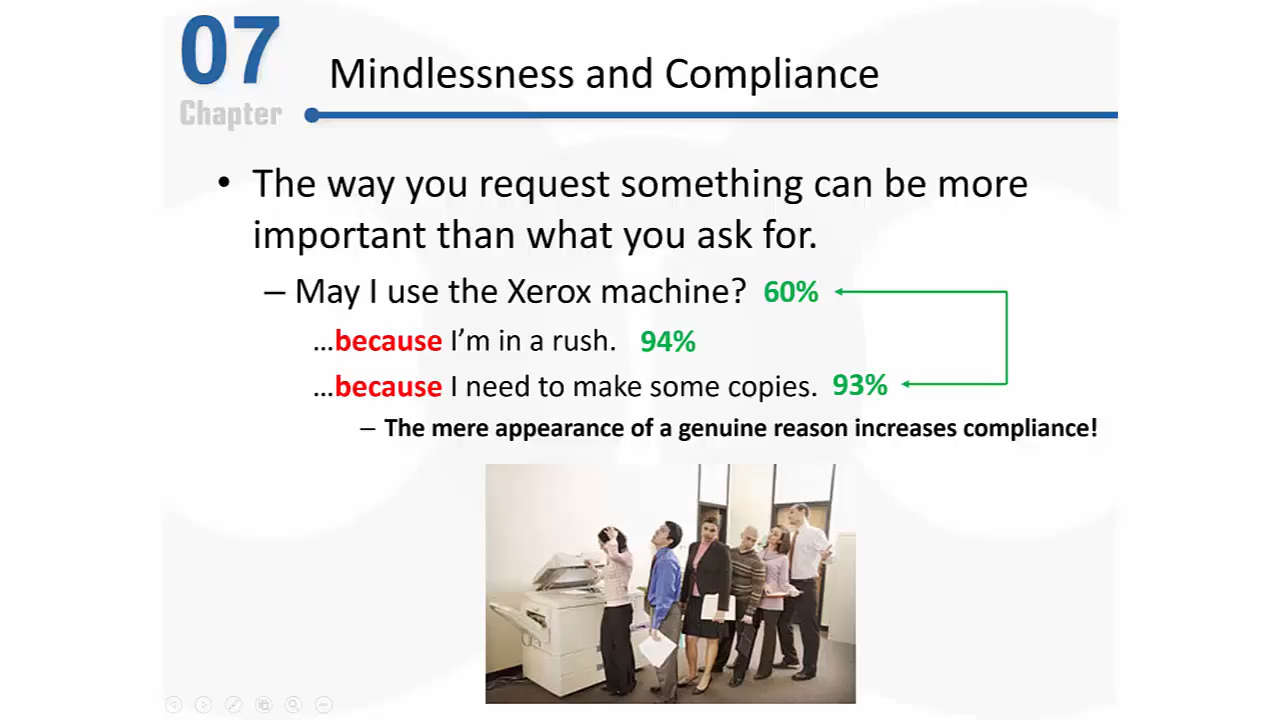 07
Chapter
Mindlessness and Compliance
• The way you request something can be more
important than what you ask for.
– May I use the Xerox machine? 60%
…because I’m in a rush. 94%
…because I need to make some copies. 93%
– The mere appearance of a genuine reason increases compliance!